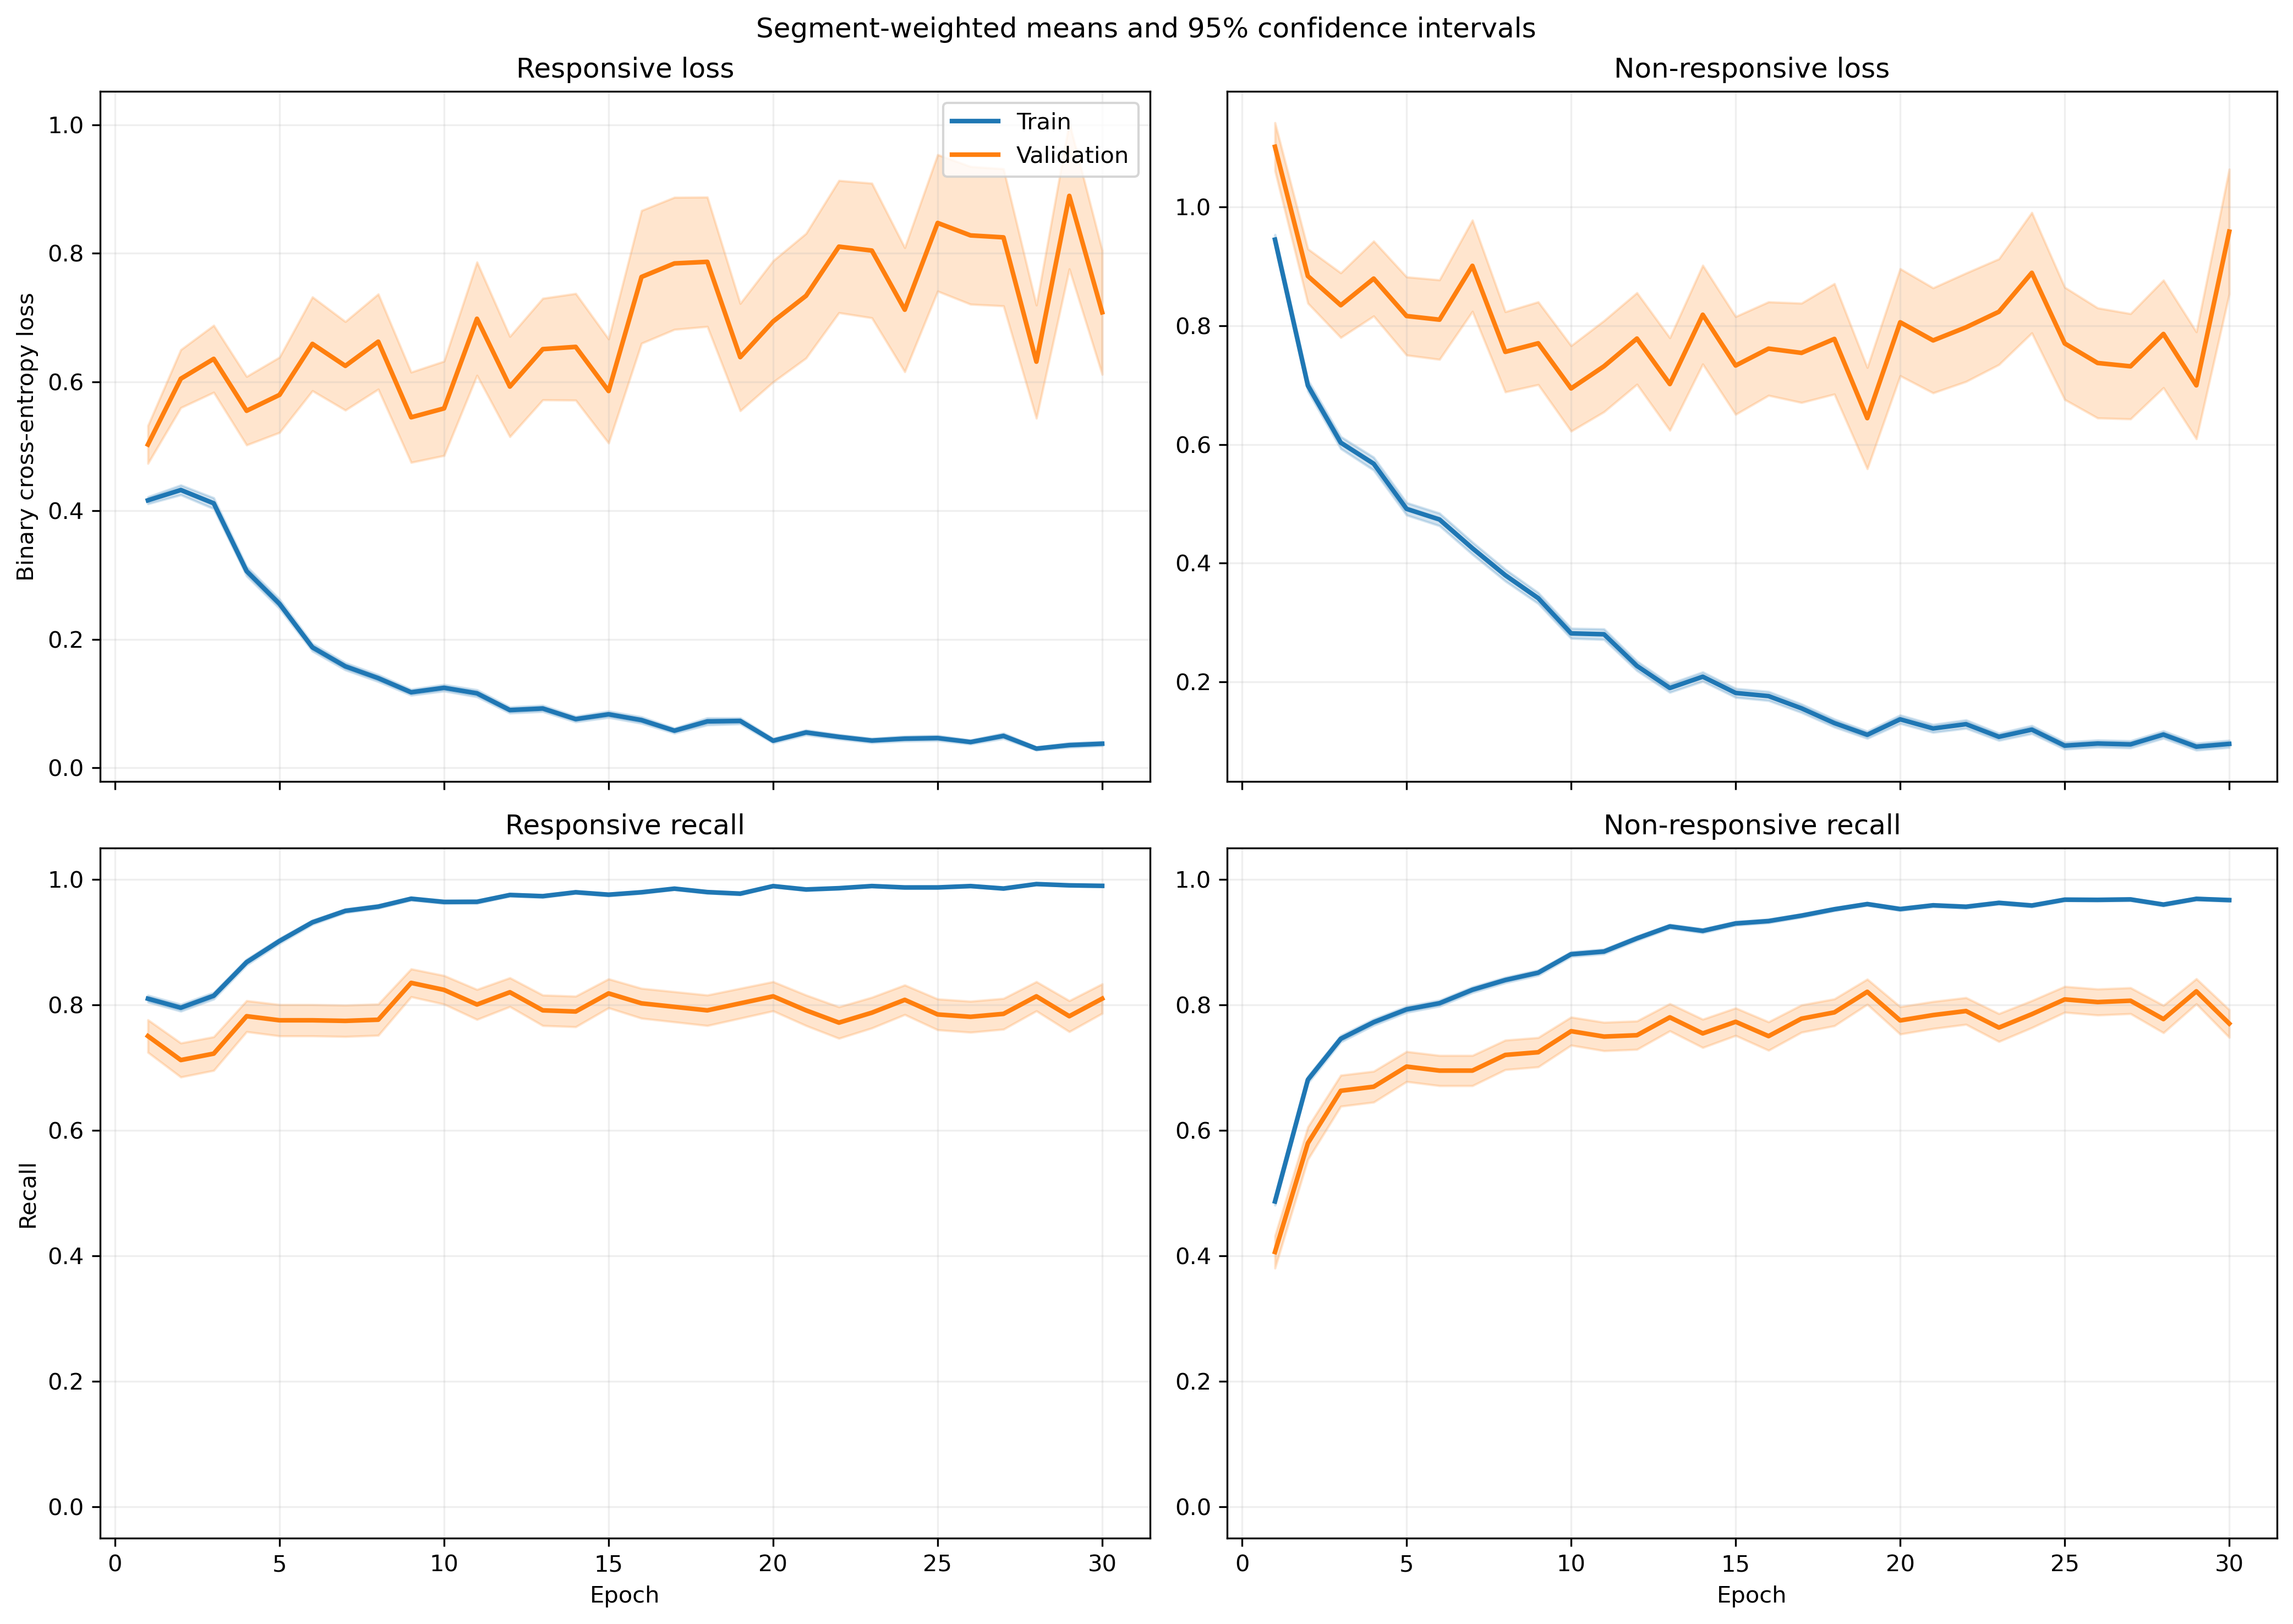 Segment-weighted means and 95% confidence intervals
Responsive loss
Non-responsive loss
Train
Validation
Binary cross-entropy loss
1.0
0.8
0.6
0.4
0.2
0.0
1.0
0.8
0.6
0.4
0.2
Responsive recall
Non-responsive recall
Recall
1.0
0.8
0.6
0.4
0.2
0.0
0 5 10 15 20 25 30
Epoch
1.0
0.8
0.6
0.4
0.2
0.0
0 5 10 15 20 25 30
Epoch